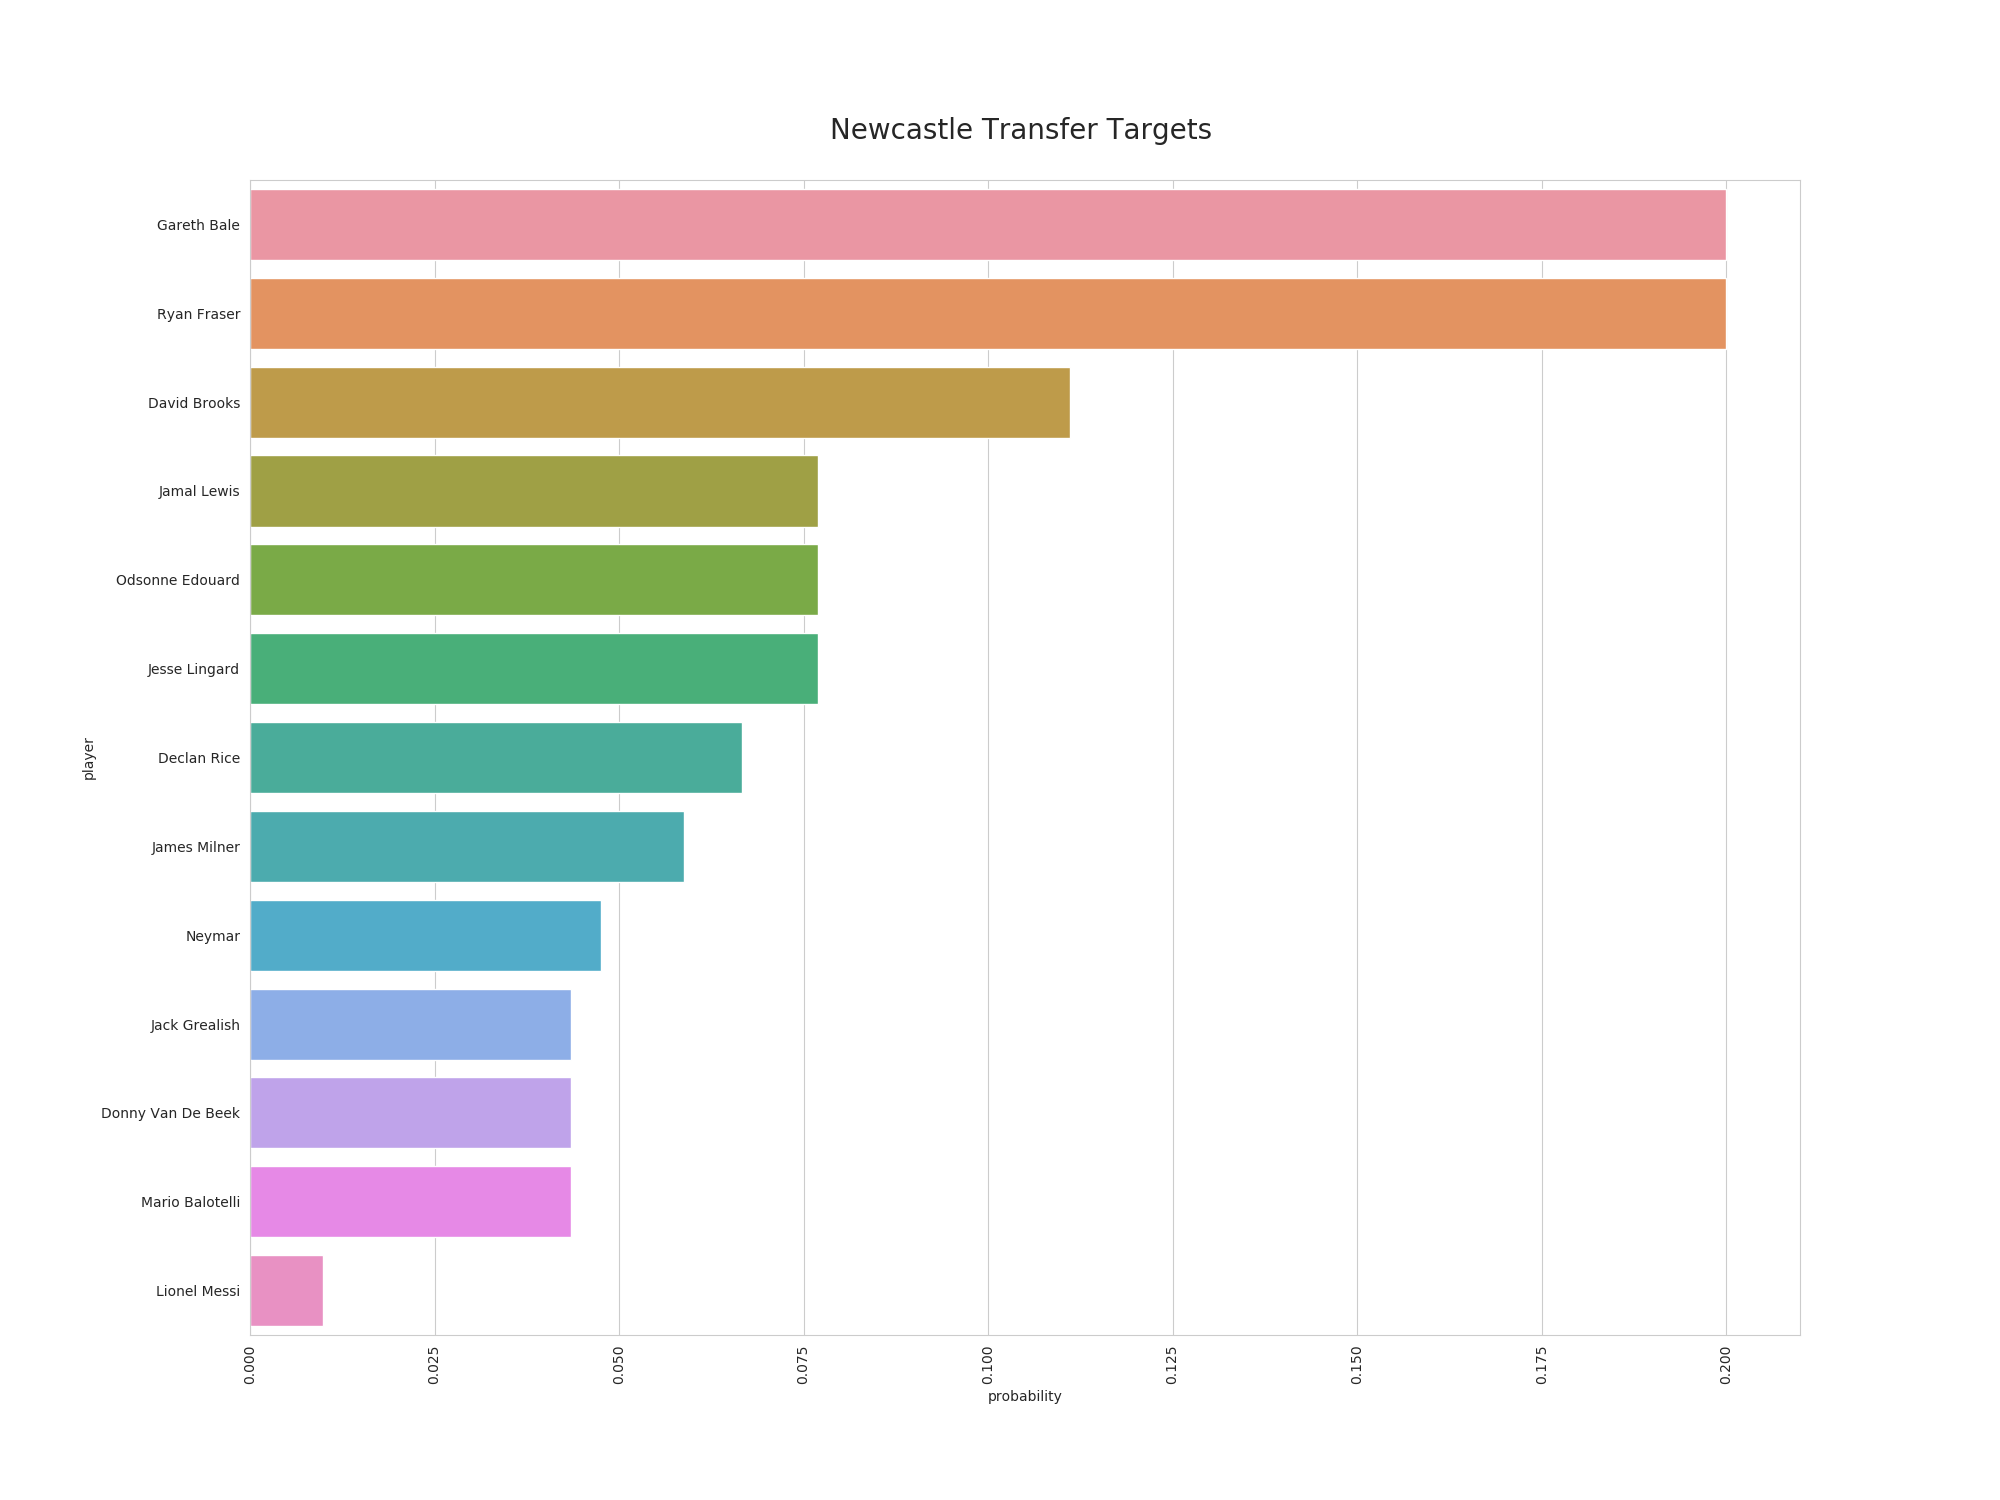 Newcastle Transfer Targets
Gareth Bale
Ryan Fraser
David Brooks
Jamal Lewis
Odsonne Edouard
Jesse Lingard
Declan Rice
James Milner
Neymar
Jack Grealish
Donny Van De Beek
Mario Balotelli
Lionel Messi
player
0.000
0.025
0.050
0.075
0.100
0.125
0.150
0.175
0.200
probability